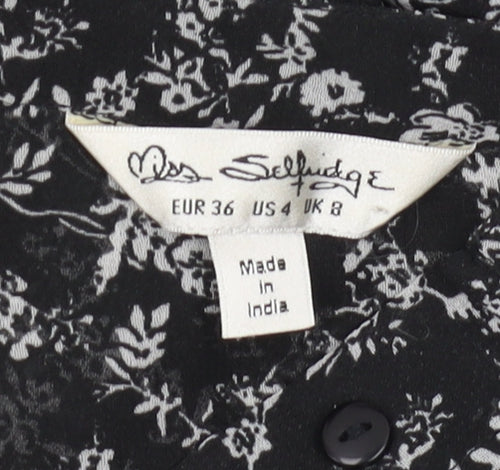 Miss Selfridge
EUR 36 US 4 UK 8
Made
in
India